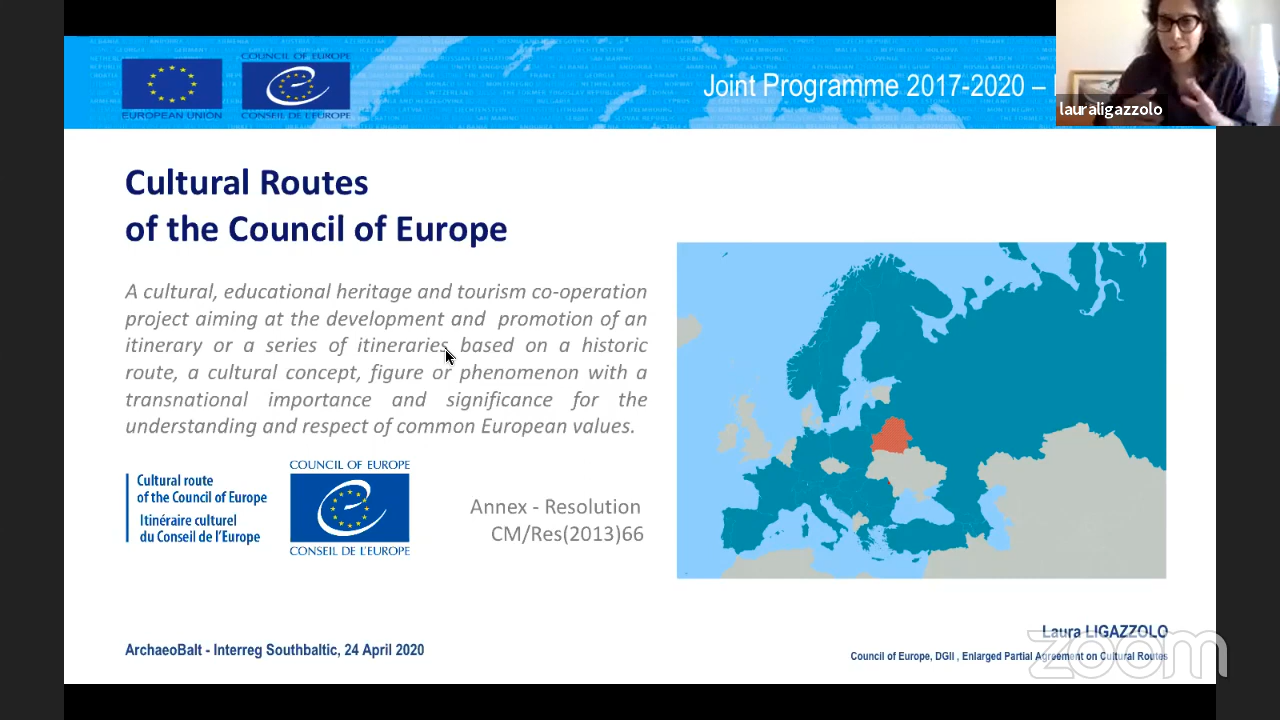 COUNCIL OF EUROPE
EUROPEAN UNION
CONSEIL DE L'EUROPE
Joint Programme 2017-2020 –
lauraligazzolo
Cultural Routes
of the Council of Europe
A cultural, educational heritage and tourism co-operation
project aiming at the development and promotion of an
itinerary or a series of itineraries based on a historic
route, a cultural concept, figure or phenomenon with a
transnational importance and significance for the
understanding and respect of common European values.
Cultural route
of the Council of Europe
Itinéraire culturel
du Conseil de l'Europe
COUNCIL OF EUROPE
CONSEIL DE L'EUROPE
Annex - Resolution
CM/Res(2013)66
ArchaeoBalt - Interreg Southbaltic, 24 April 2020
Laura LIGAZZOLO
Council of Europe, DGII , Enlarged Partial Agreement on Cultural Routes
zoom